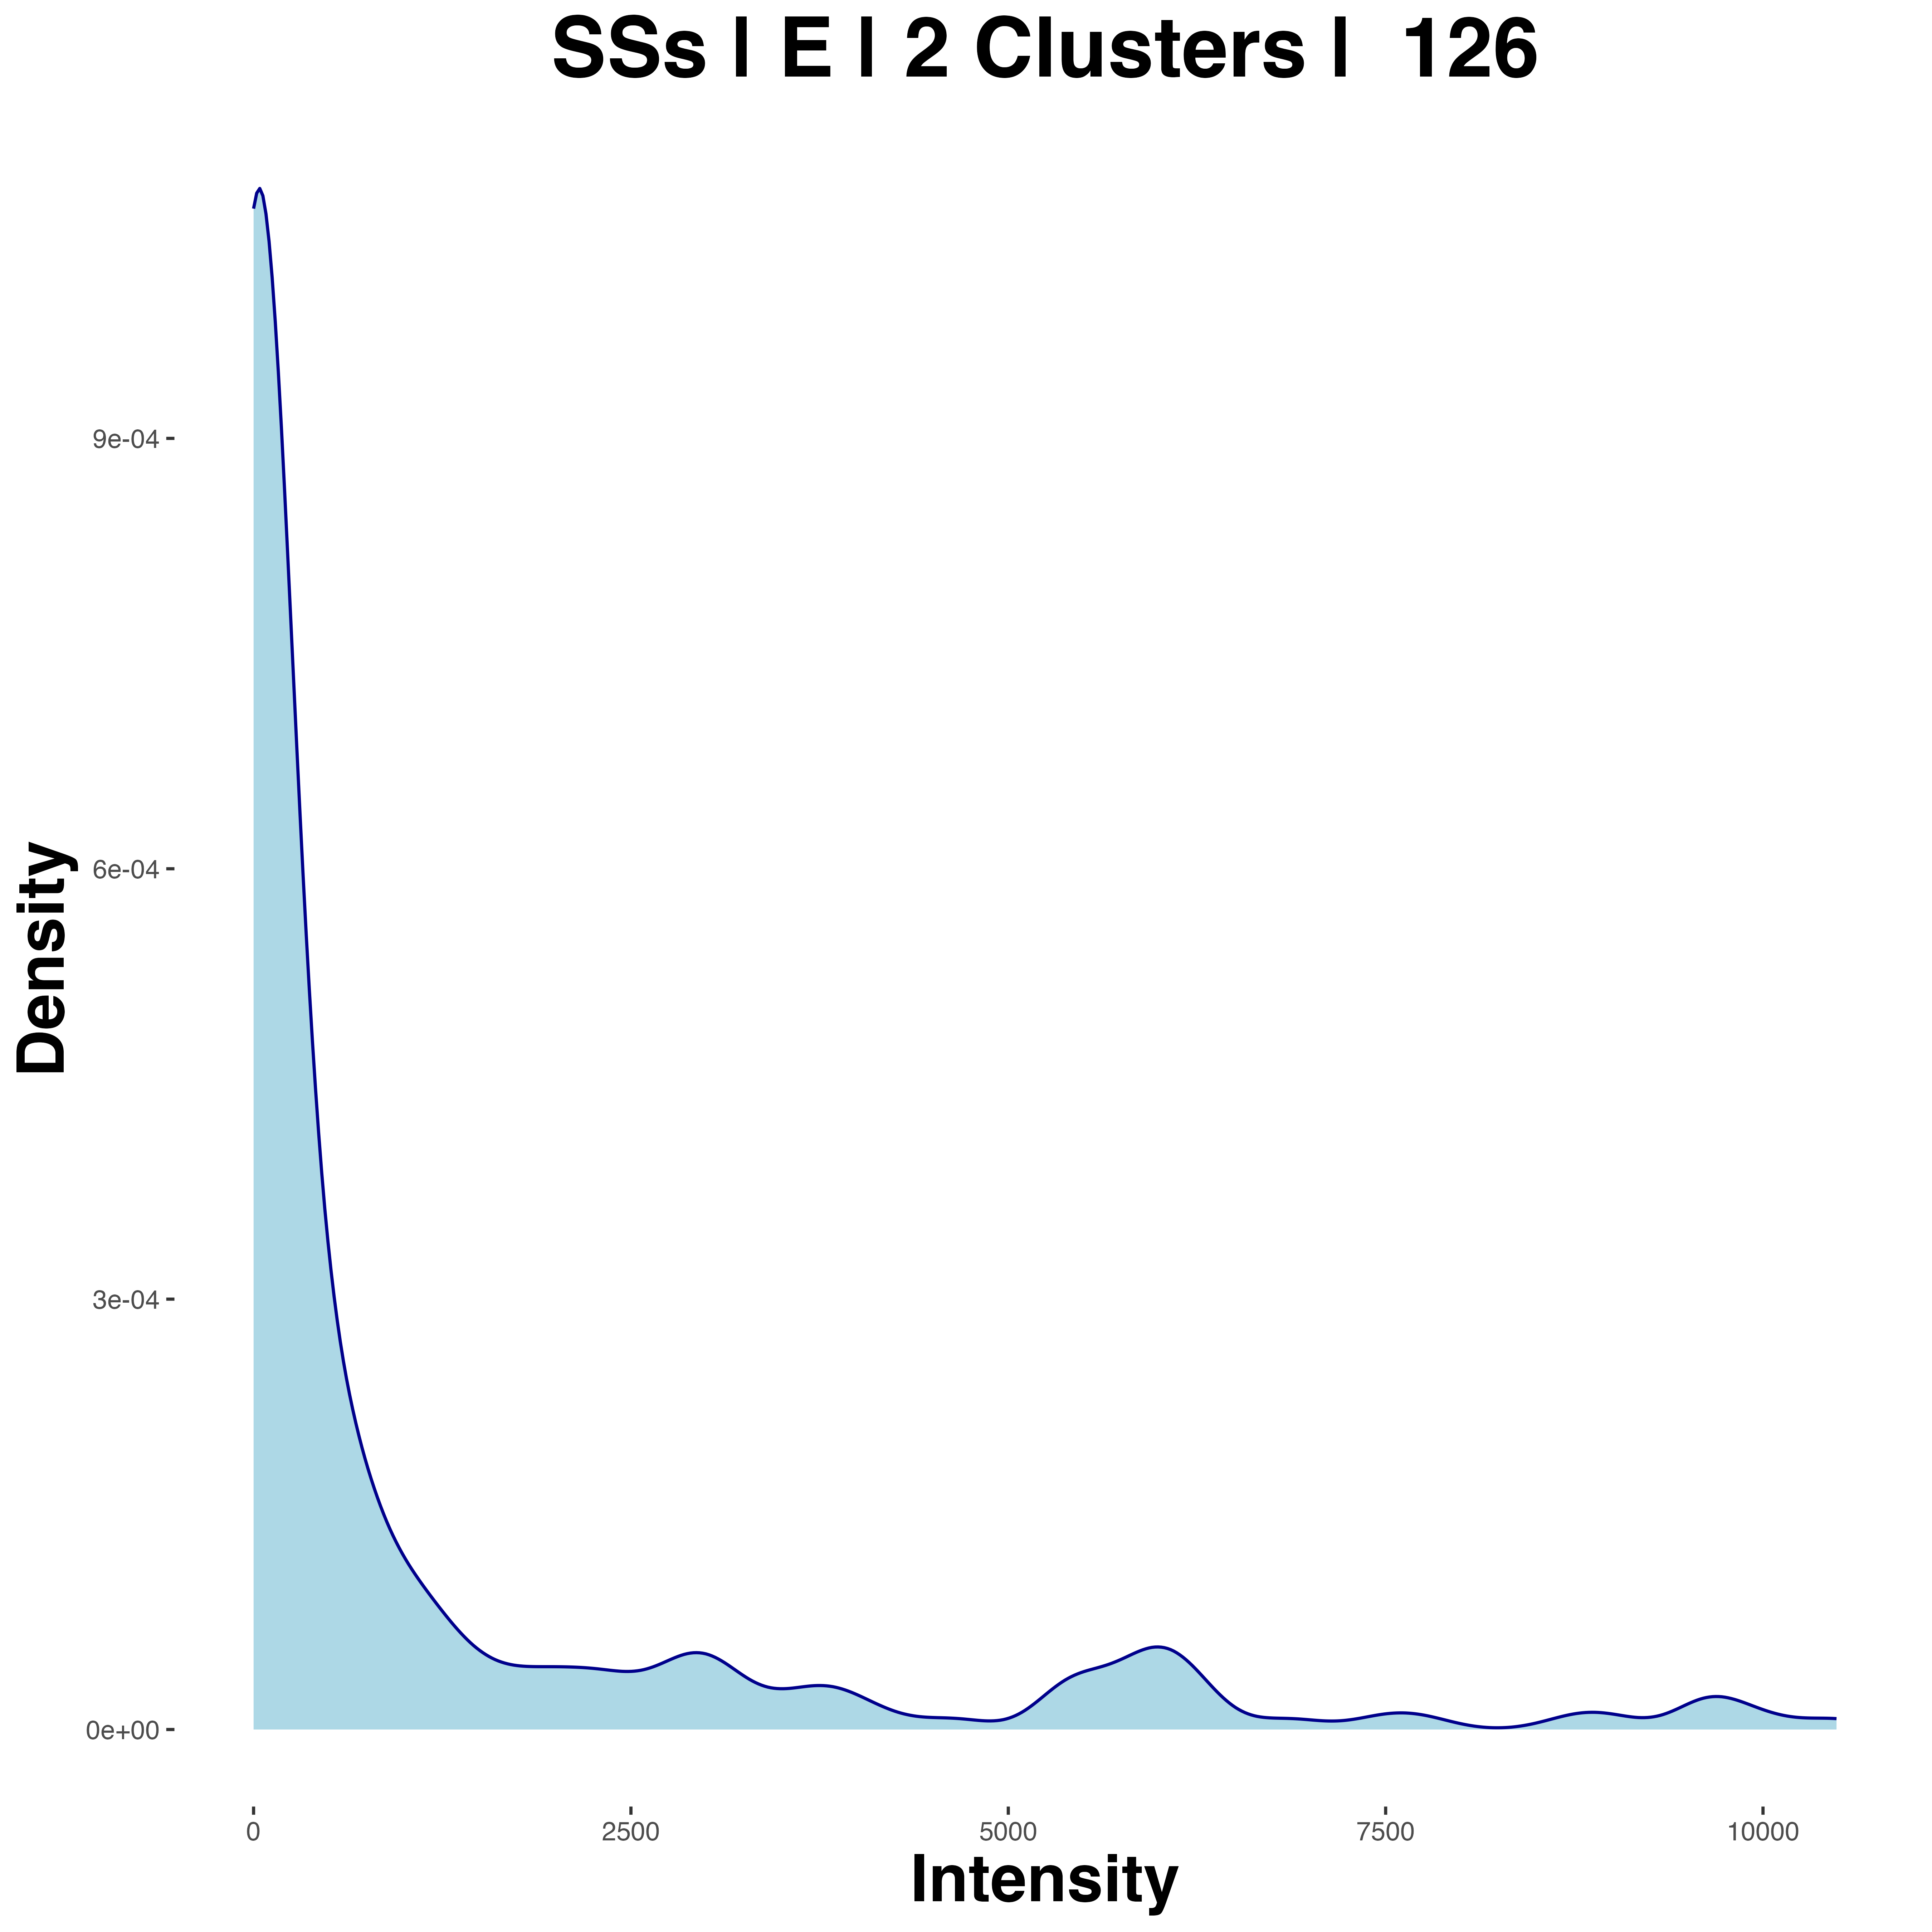 SSs | E | 2 Clusters |  126
Density
9e-04
6e-04
3e-04
0e+00
0 2500 5000 7500 10000
Intensity